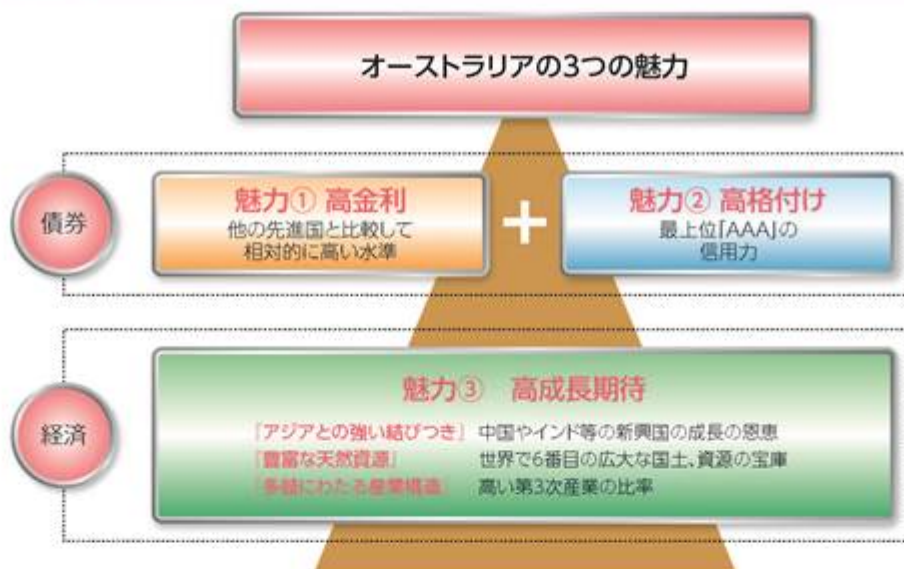 オーストラリアの3つの魅力
債券
魅力① 高金利
他の先進国と比較して
相対的に高い水準
+
魅力② 高格付け
最上位「AAA」の
信用力
経済
魅力③ 高成長期待
『アジアとの強い結びつき』 中国やインド等の新興国の成長の恩恵
『豊富な天然資源』 世界で6番目の広大な国土、資源の宝庫
『多岐にわたる産業構造』 高い第3次産業の比率